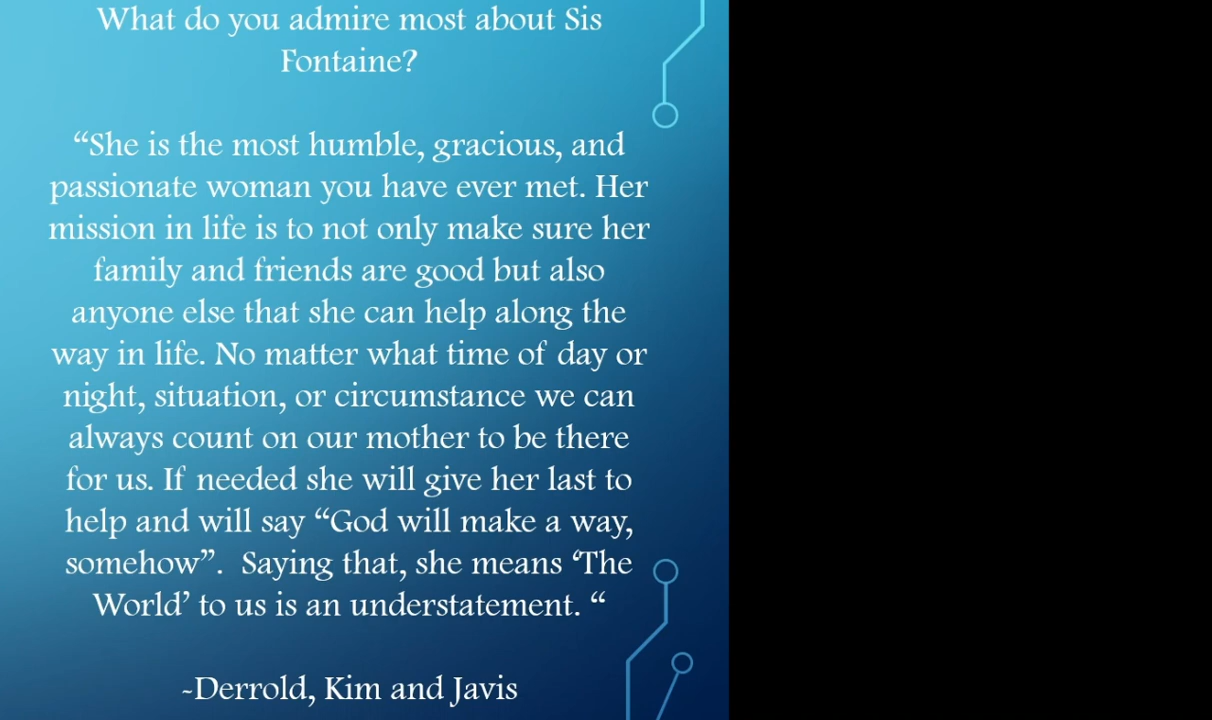 What do you admire most about Sis
Fontaine?
“She is the most humble, gracious, and
passionate woman you have ever met. Her
mission in life is to not only make sure her
family and friends are good but also
anyone else that she can help along the
way in life. No matter what time of day or
night, situation, or circumstance we can
always count on our mother to be there
for us. If needed she will give her last to
help and will say “God will make a way,
somehow”. Saying that, she means ‘The
World’ to us is an understatement. “
-Derrold, Kim and Javis